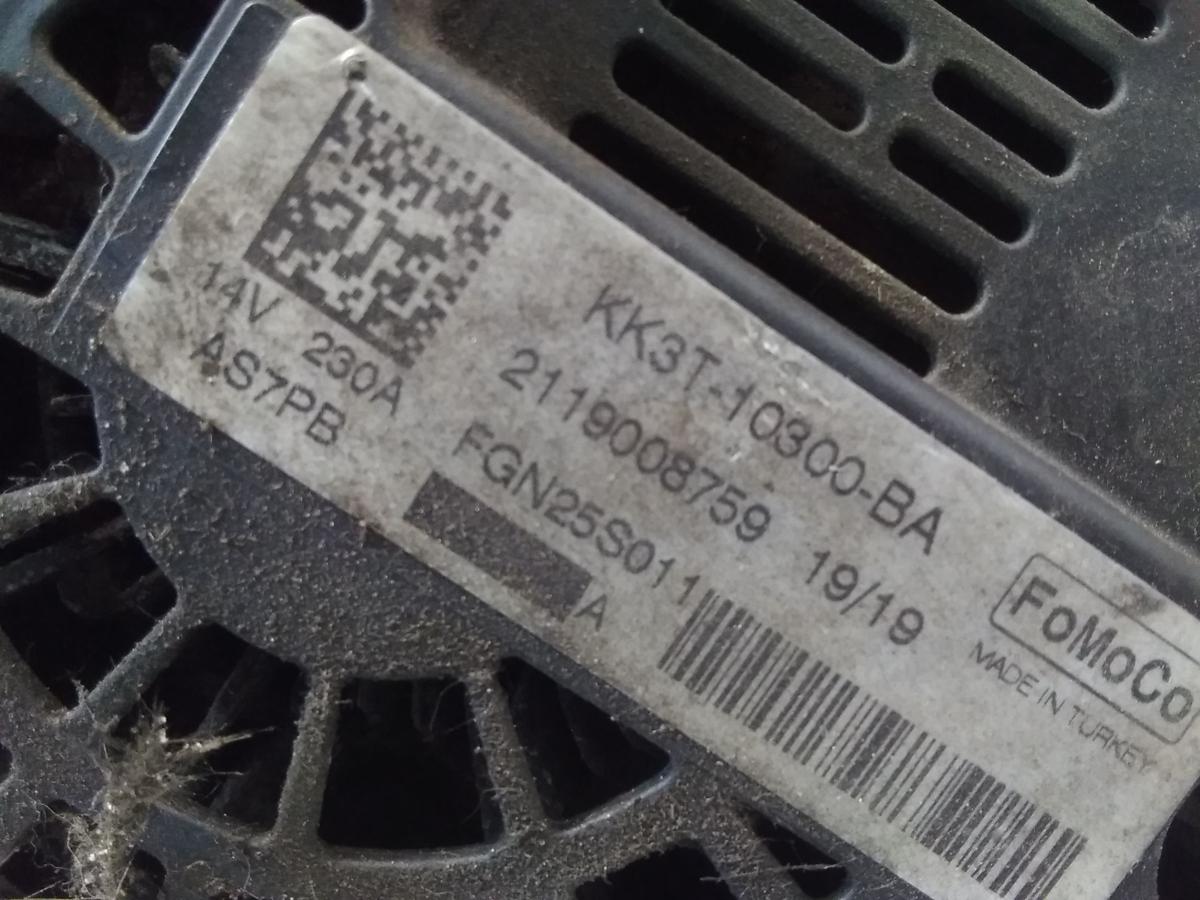 KK3T-10300-BA
2119008759 19/19
14V 230A FGN25S011
AS7PB A
FoMoCo
MADE IN TURKEY